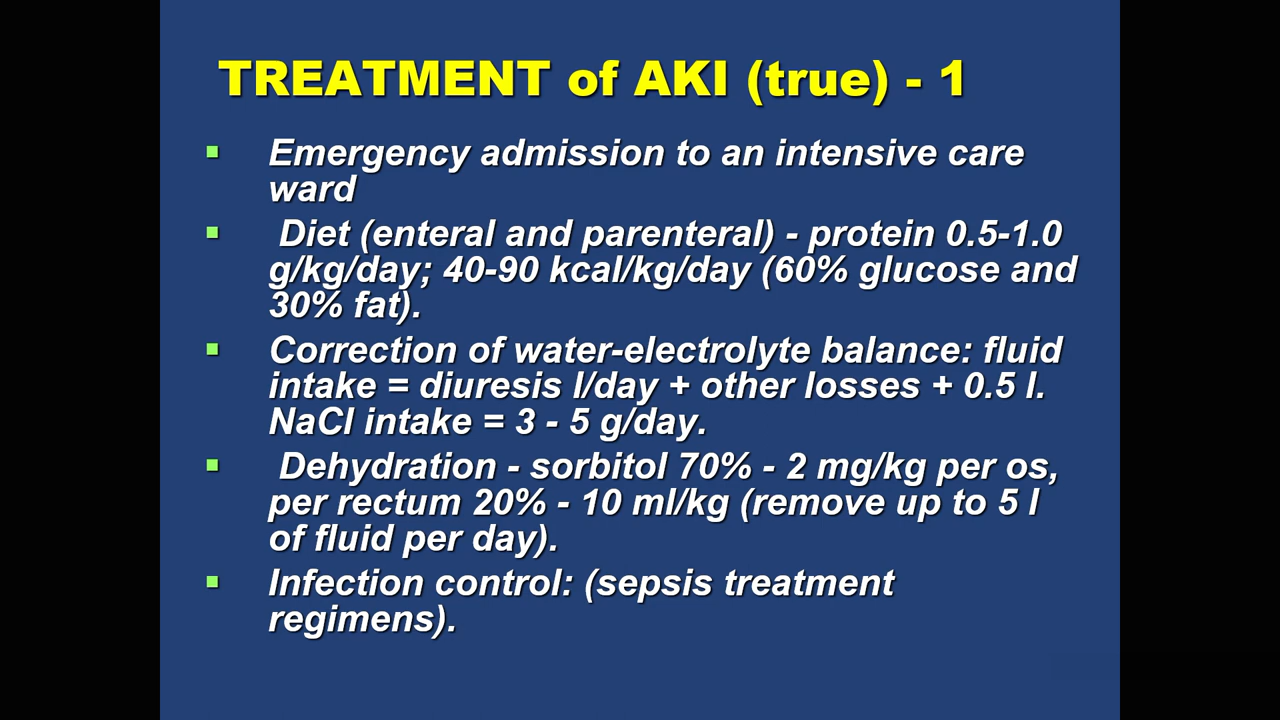 TREATMENT of AKI (true) - 1
▪ Emergency admission to an intensive care
ward
▪ Diet (enteral and parenteral) - protein 0.5-1.0
g/kg/day; 40-90 kcal/kg/day (60% glucose and
30% fat).
▪ Correction of water-electrolyte balance: fluid
intake = diuresis l/day + other losses + 0.5 l.
NaCl intake = 3 - 5 g/day.
▪ Dehydration - sorbitol 70% - 2 mg/kg per os,
per rectum 20% - 10 ml/kg (remove up to 5 l
of fluid per day).
▪ Infection control: (sepsis treatment
regimens).